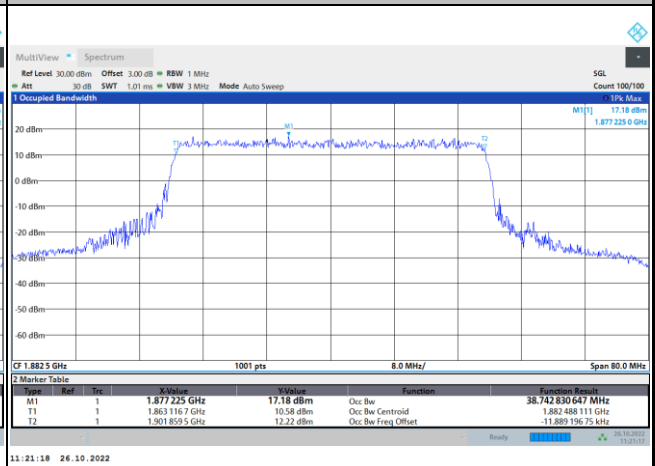 MultiView Spectrum
Ref Level 30.00 dBm Offset 3.00 dB RBW 1 MHz SGL
Att 30 dB SWT 1.01 ms VBW 3 MHz Mode Auto Sweep Count 100/100
1 Occupied Bandwidth 1Pk Max
M1[1] 17.18 dBm
1.877 225 0 GHz
M1
T1
T2
20 dBm
10 dBm
0 dBm
-10 dBm
-20 dBm
-30 dBm
-40 dBm
-50 dBm
-60 dBm
CF 1.882 5 GHz 1001 pts 8.0 MHz/ Span 80.0 MHz
2 Marker Table
Type Ref Trc X-Value Y-Value Function Function Result
M1 1 1.877 225 GHz 17.18 dBm Occ Bw 38.742 830 647 MHz
T1 1 1.863 116 7 GHz 10.58 dBm Occ Bw Centroid 1.882 488 111 GHz
T2 1 1.901 859 5 GHz 12.22 dBm Occ Bw Freq Offset -11.889 196 75 kHz
Ready 26.10.2022
11:21:17
11:21:18 26.10.2022